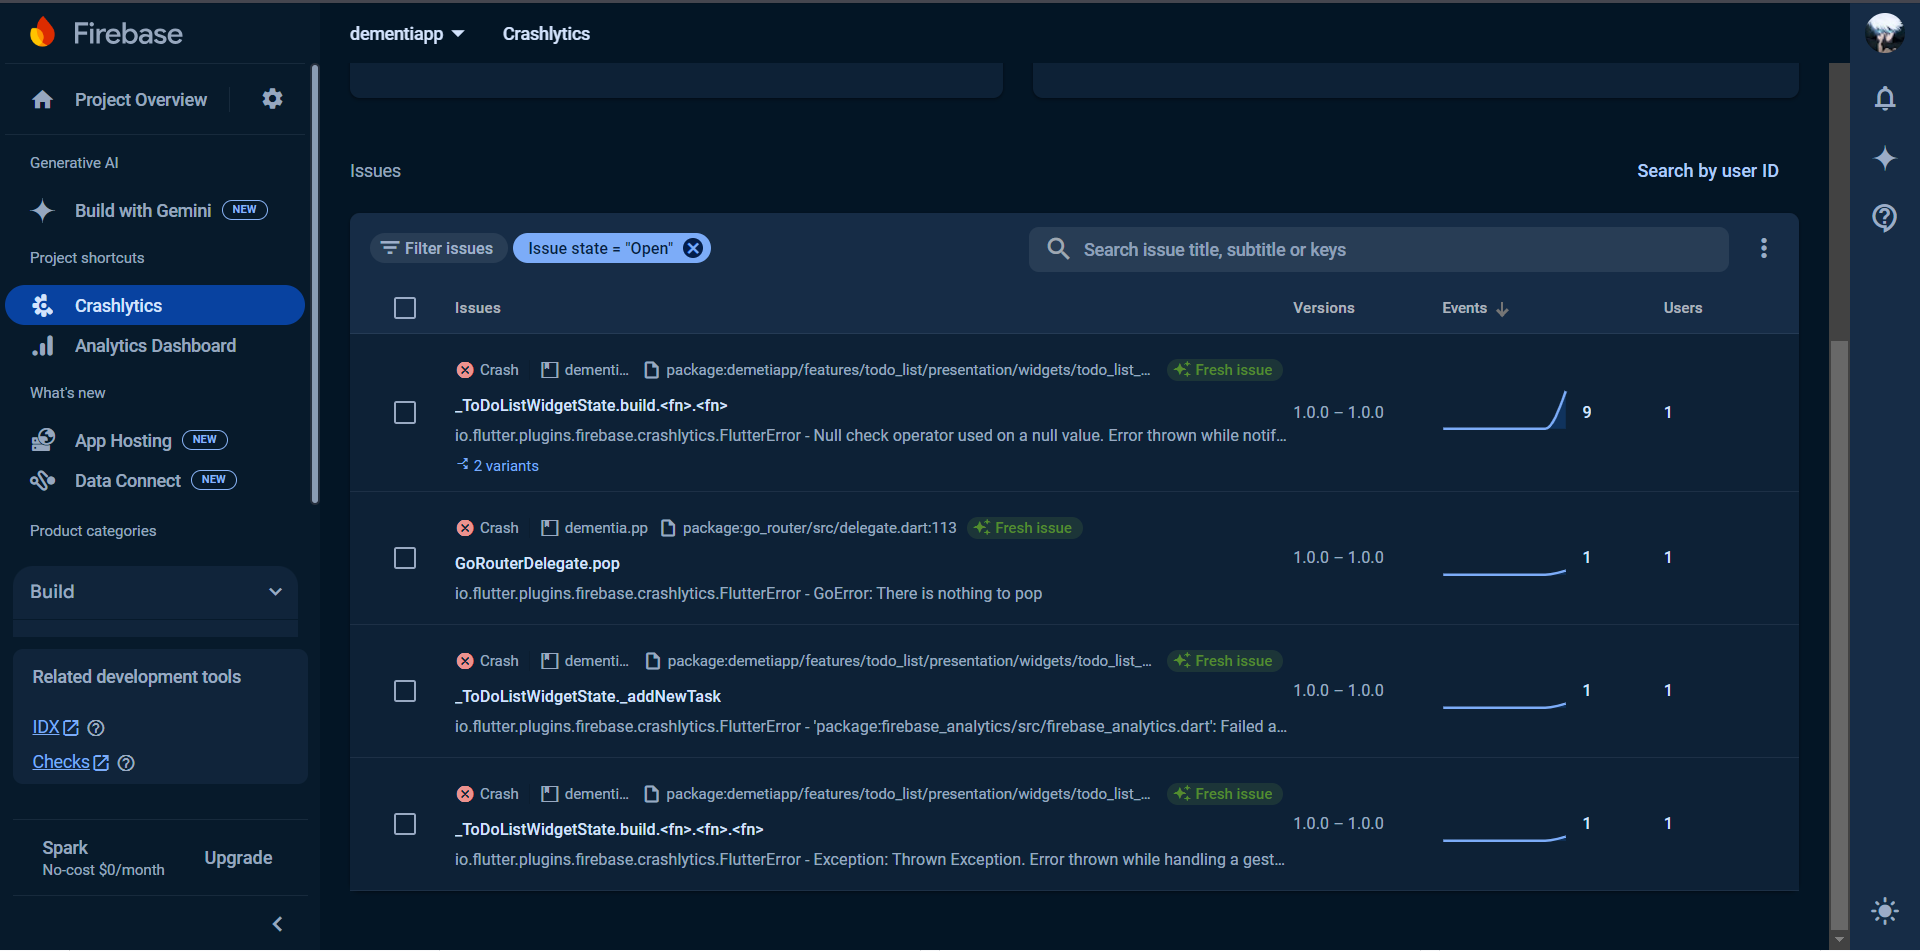 Firebase
dementiapp
Crashlytics
Project Overview
Generative AI
Build with Gemini NEW
Project shortcuts
Crashlytics
Analytics Dashboard
What's new
App Hosting NEW
Data Connect NEW
Product categories
Build
Related development tools
IDX
Checks
Spark
No-cost $0/month
Upgrade
Issues
Search by user ID
Filter issues
Issue state = "Open"
Search issue title, subtitle or keys
Issues Versions Events Users
Crash dementi... package:demetiapp/features/todo_list/presentation/widgets/todo_list_... Fresh issue
_ToDoListWidgetState.build.<fn>.<fn>
1.0.0 – 1.0.0 9 1
io.flutter.plugins.firebase.crashlytics.FlutterError - Null check operator used on a null value. Error thrown while notif...
2 variants
Crash dementia.pp package:go_router/src/delegate.dart:113 Fresh issue
GoRouterDelegate.pop
1.0.0 – 1.0.0 1 1
io.flutter.plugins.firebase.crashlytics.FlutterError - GoError: There is nothing to pop
Crash dementi... package:demetiapp/features/todo_list/presentation/widgets/todo_list_... Fresh issue
_ToDoListWidgetState._addNewTask
1.0.0 – 1.0.0 1 1
io.flutter.plugins.firebase.crashlytics.FlutterError - 'package:firebase_analytics/src/firebase_analytics.dart': Failed a...
Crash dementi... package:demetiapp/features/todo_list/presentation/widgets/todo_list_... Fresh issue
_ToDoListWidgetState.build.<fn>.<fn>.<fn>
1.0.0 – 1.0.0 1 1
io.flutter.plugins.firebase.crashlytics.FlutterError - Exception: Thrown Exception. Error thrown while handling a gest...